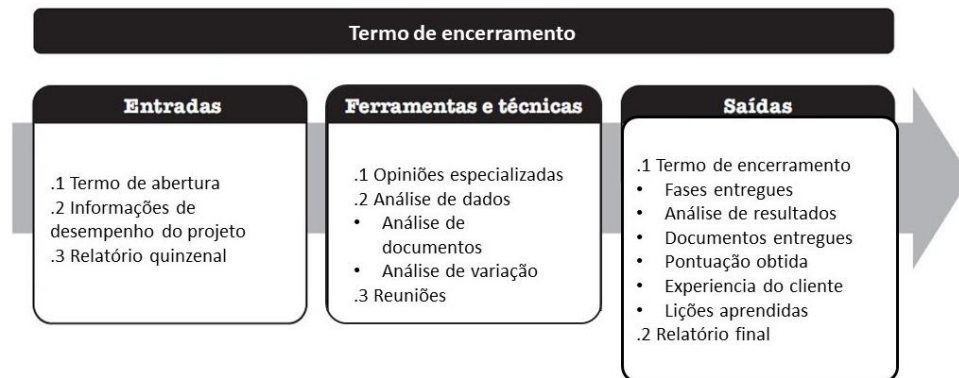 Termo de encerramento
Entradas
.1 Termo de abertura
.2 Informações de
desempenho do projeto
.3 Relatório quinzenal
Ferramentas e técnicas
.1 Opiniões especializadas
.2 Análise de dados
• Análise de
documentos
• Análise de variação
.3 Reuniões
Saídas
.1 Termo de encerramento
• Fases entregues
• Análise de resultados
• Documentos entregues
• Pontuação obtida
• Experiencia do cliente
• Lições aprendidas
.2 Relatório final